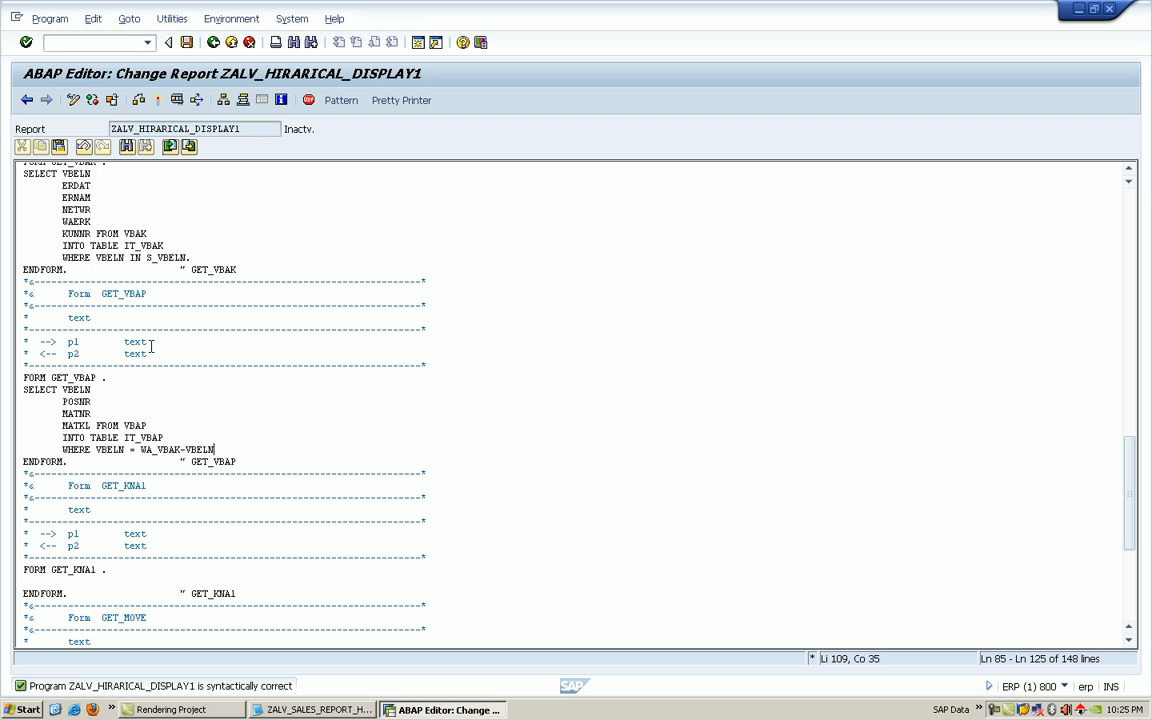 Program Edit Goto Utilities Environment System Help
ABAP Editor: Change Report ZALV_HIRARICAL_DISPLAY1
Pattern Pretty Printer
Report ZALV_HIRARICAL_DISPLAY1 Inactv.
FORM GET_VBAK .
SELECT VBELN
ERDAT
ERNAM
NETWR
WAERK
KUNNR FROM VBAK
INTO TABLE IT_VBAK
WHERE VBELN IN S_VBELN.
ENDFORM. " GET_VBAK
*&---------------------------------------------------------------------*
*& Form GET_VBAP
*&---------------------------------------------------------------------*
* text
*----------------------------------------------------------------------*
* --> p1 text
* <-- p2 text
*----------------------------------------------------------------------*
FORM GET_VBAP .
SELECT VBELN
POSNR
MATNR
MATKL FROM VBAP
INTO TABLE IT_VBAP
WHERE VBELN = WA_VBAK-VBELN
ENDFORM. " GET_VBAP
*&---------------------------------------------------------------------*
*& Form GET_KNA1
*&---------------------------------------------------------------------*
* text
*----------------------------------------------------------------------*
* --> p1 text
* <-- p2 text
*----------------------------------------------------------------------*
FORM GET_KNA1 .
ENDFORM. " GET_KNA1
*&---------------------------------------------------------------------*
*& Form GET_MOVE
*&---------------------------------------------------------------------*
* text
* Li 109, Co 35 Ln 85 - Ln 125 of 148 lines
Program ZALV_HIRARICAL_DISPLAY1 is syntactically correct SAP ERP (1) 800 erp INS
Start Rendering Project ZALV_SALES_REPORT_H... ABAP Editor: Change ... SAP Data 10:25 PM